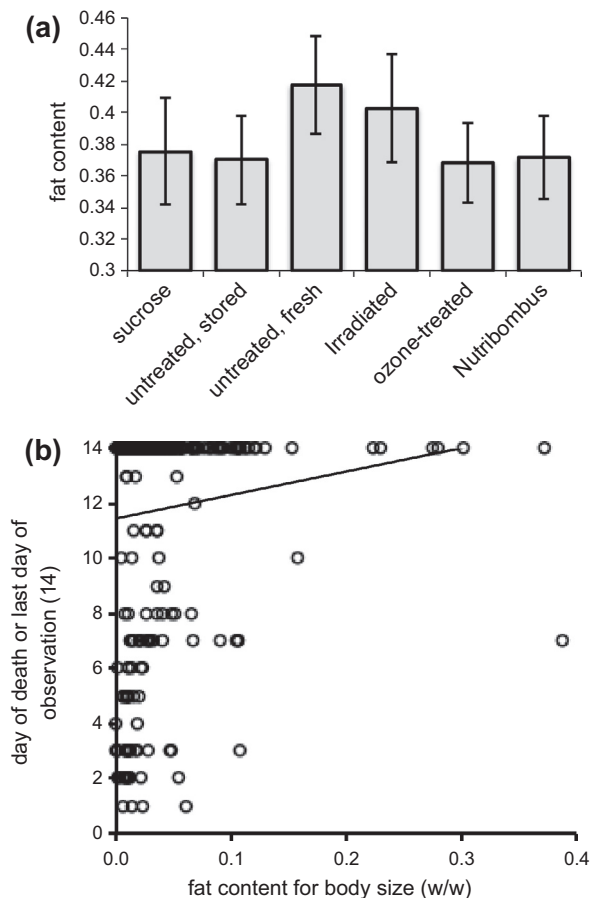 (a)
fat content
0.46
0.44
0.42
0.4
0.38
0.36
0.34
0.32
0.3
sucrose
untreated, stored
untreated, fresh
Irradiated
ozone-treated
Nutribombus
(b)
day of death or last day of
observation (14)
14
12
10
8
6
4
2
0
0.0
0.1
0.2
0.3
0.4
fat content for body size (w/w)